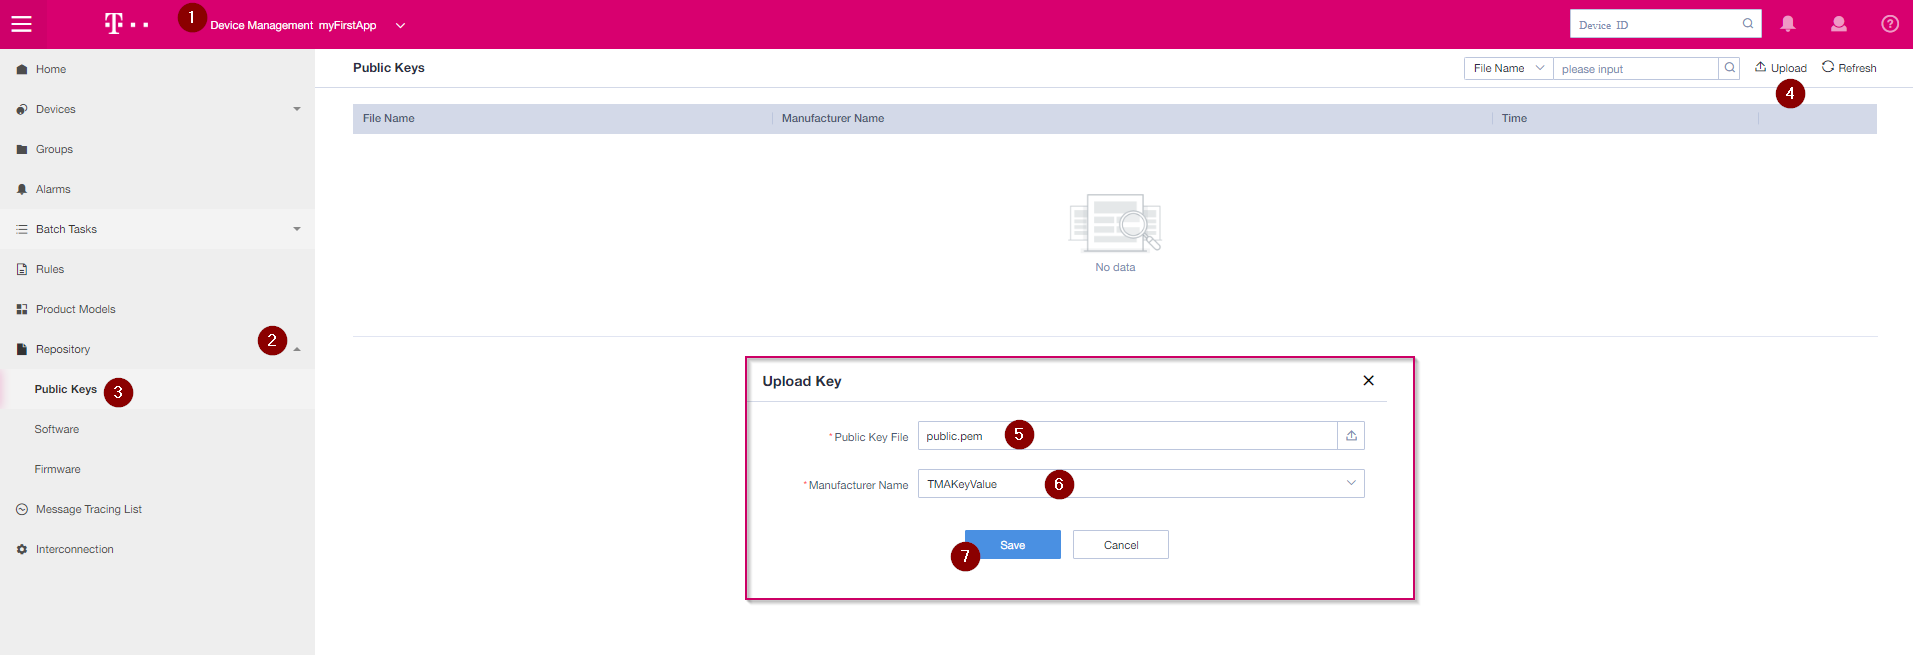 T
1
Device Management myFirstApp
Device ID
?
Home
Devices
Groups
Alarms
Batch Tasks
Rules
Product Models
Repository
2
Public Keys
3
Software
Firmware
Message Tracing List
Interconnection
Public Keys
File Name
please input
Upload
Refresh
4
File Name
Manufacturer Name
Time
No data
Upload Key
*Public Key File
public.pem
5
*Manufacturer Name
TMAKeyValue
6
7
Save
Cancel